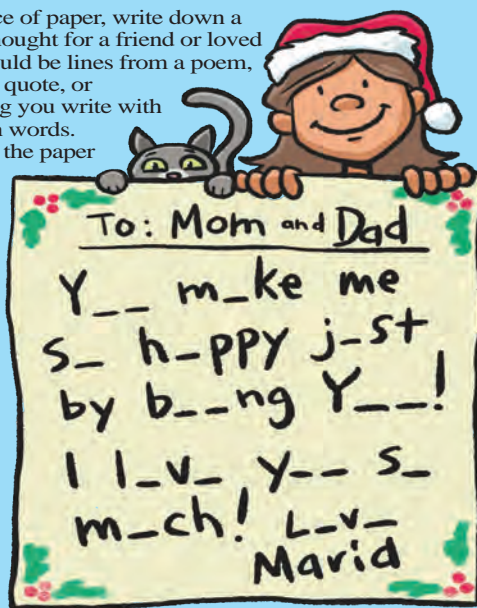 ce of paper, write down a
hought for a friend or loved
uld be lines from a poem,
quote, or
g you write with
n words.
the paper
To: Mom and Dad
Y__ m_ke me
s_ h_ppy j_st
by b__ng Y__!
I l_v_ y__ s_
m_ch! L_v_
Marid